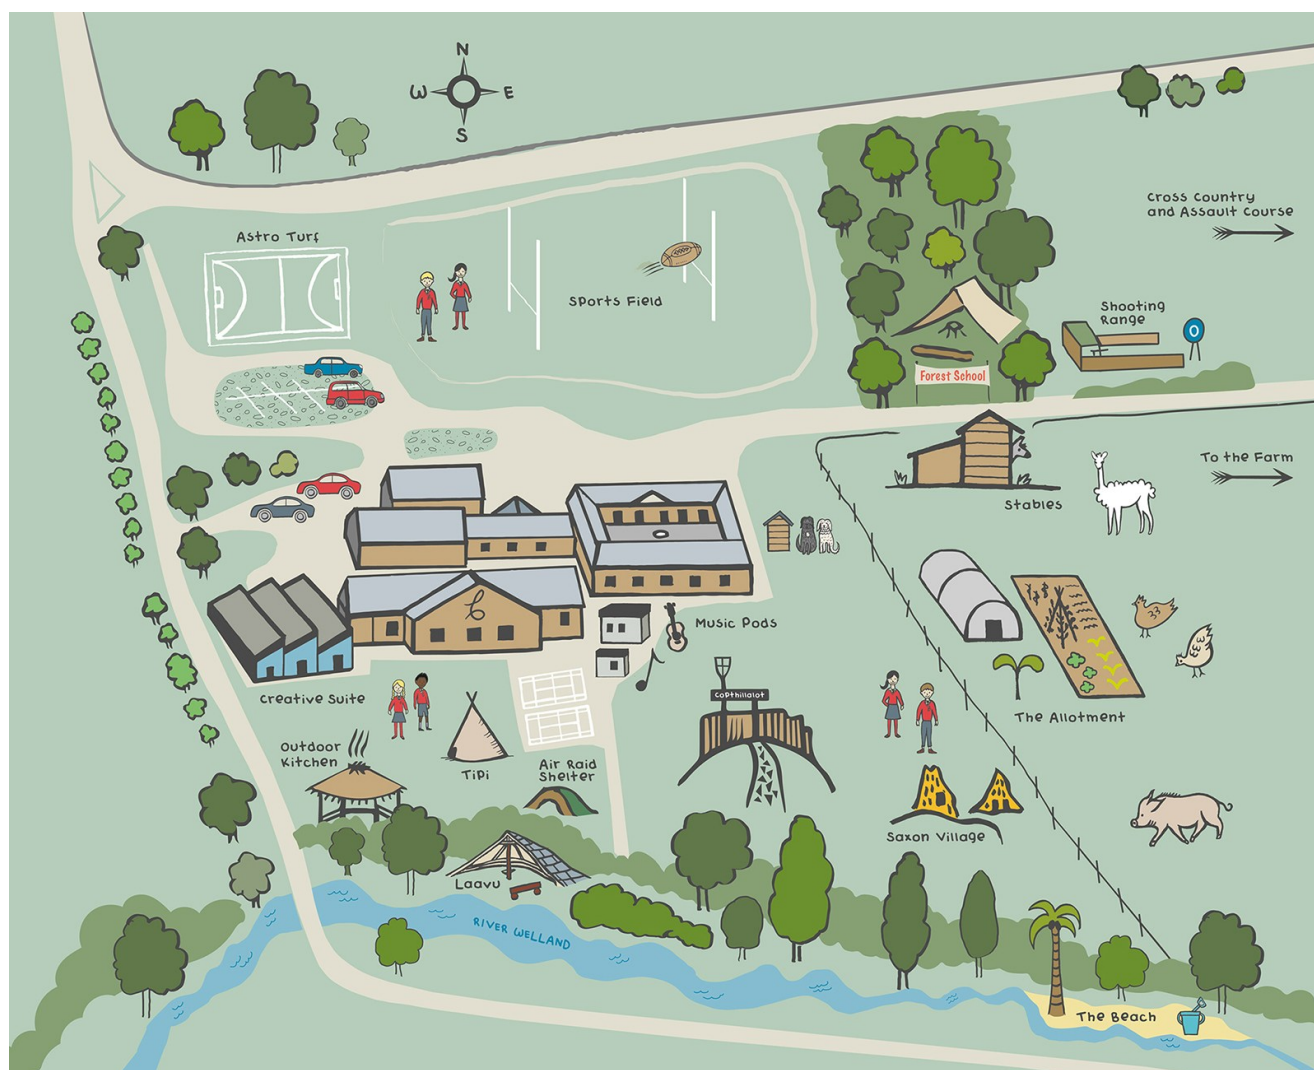 N
W
E
S
Cross Country
and Assault Course
Astro Turf
Sports Field
Shooting
Range
Forest School
To the Farm
Stables
Music Pods
Copthillalot
Creative Suite
The Allotment
Outdoor
Kitchen
Tipi
Air Raid
Shelter
Saxon Village
Laavu
RIVER WELLAND
The Beach